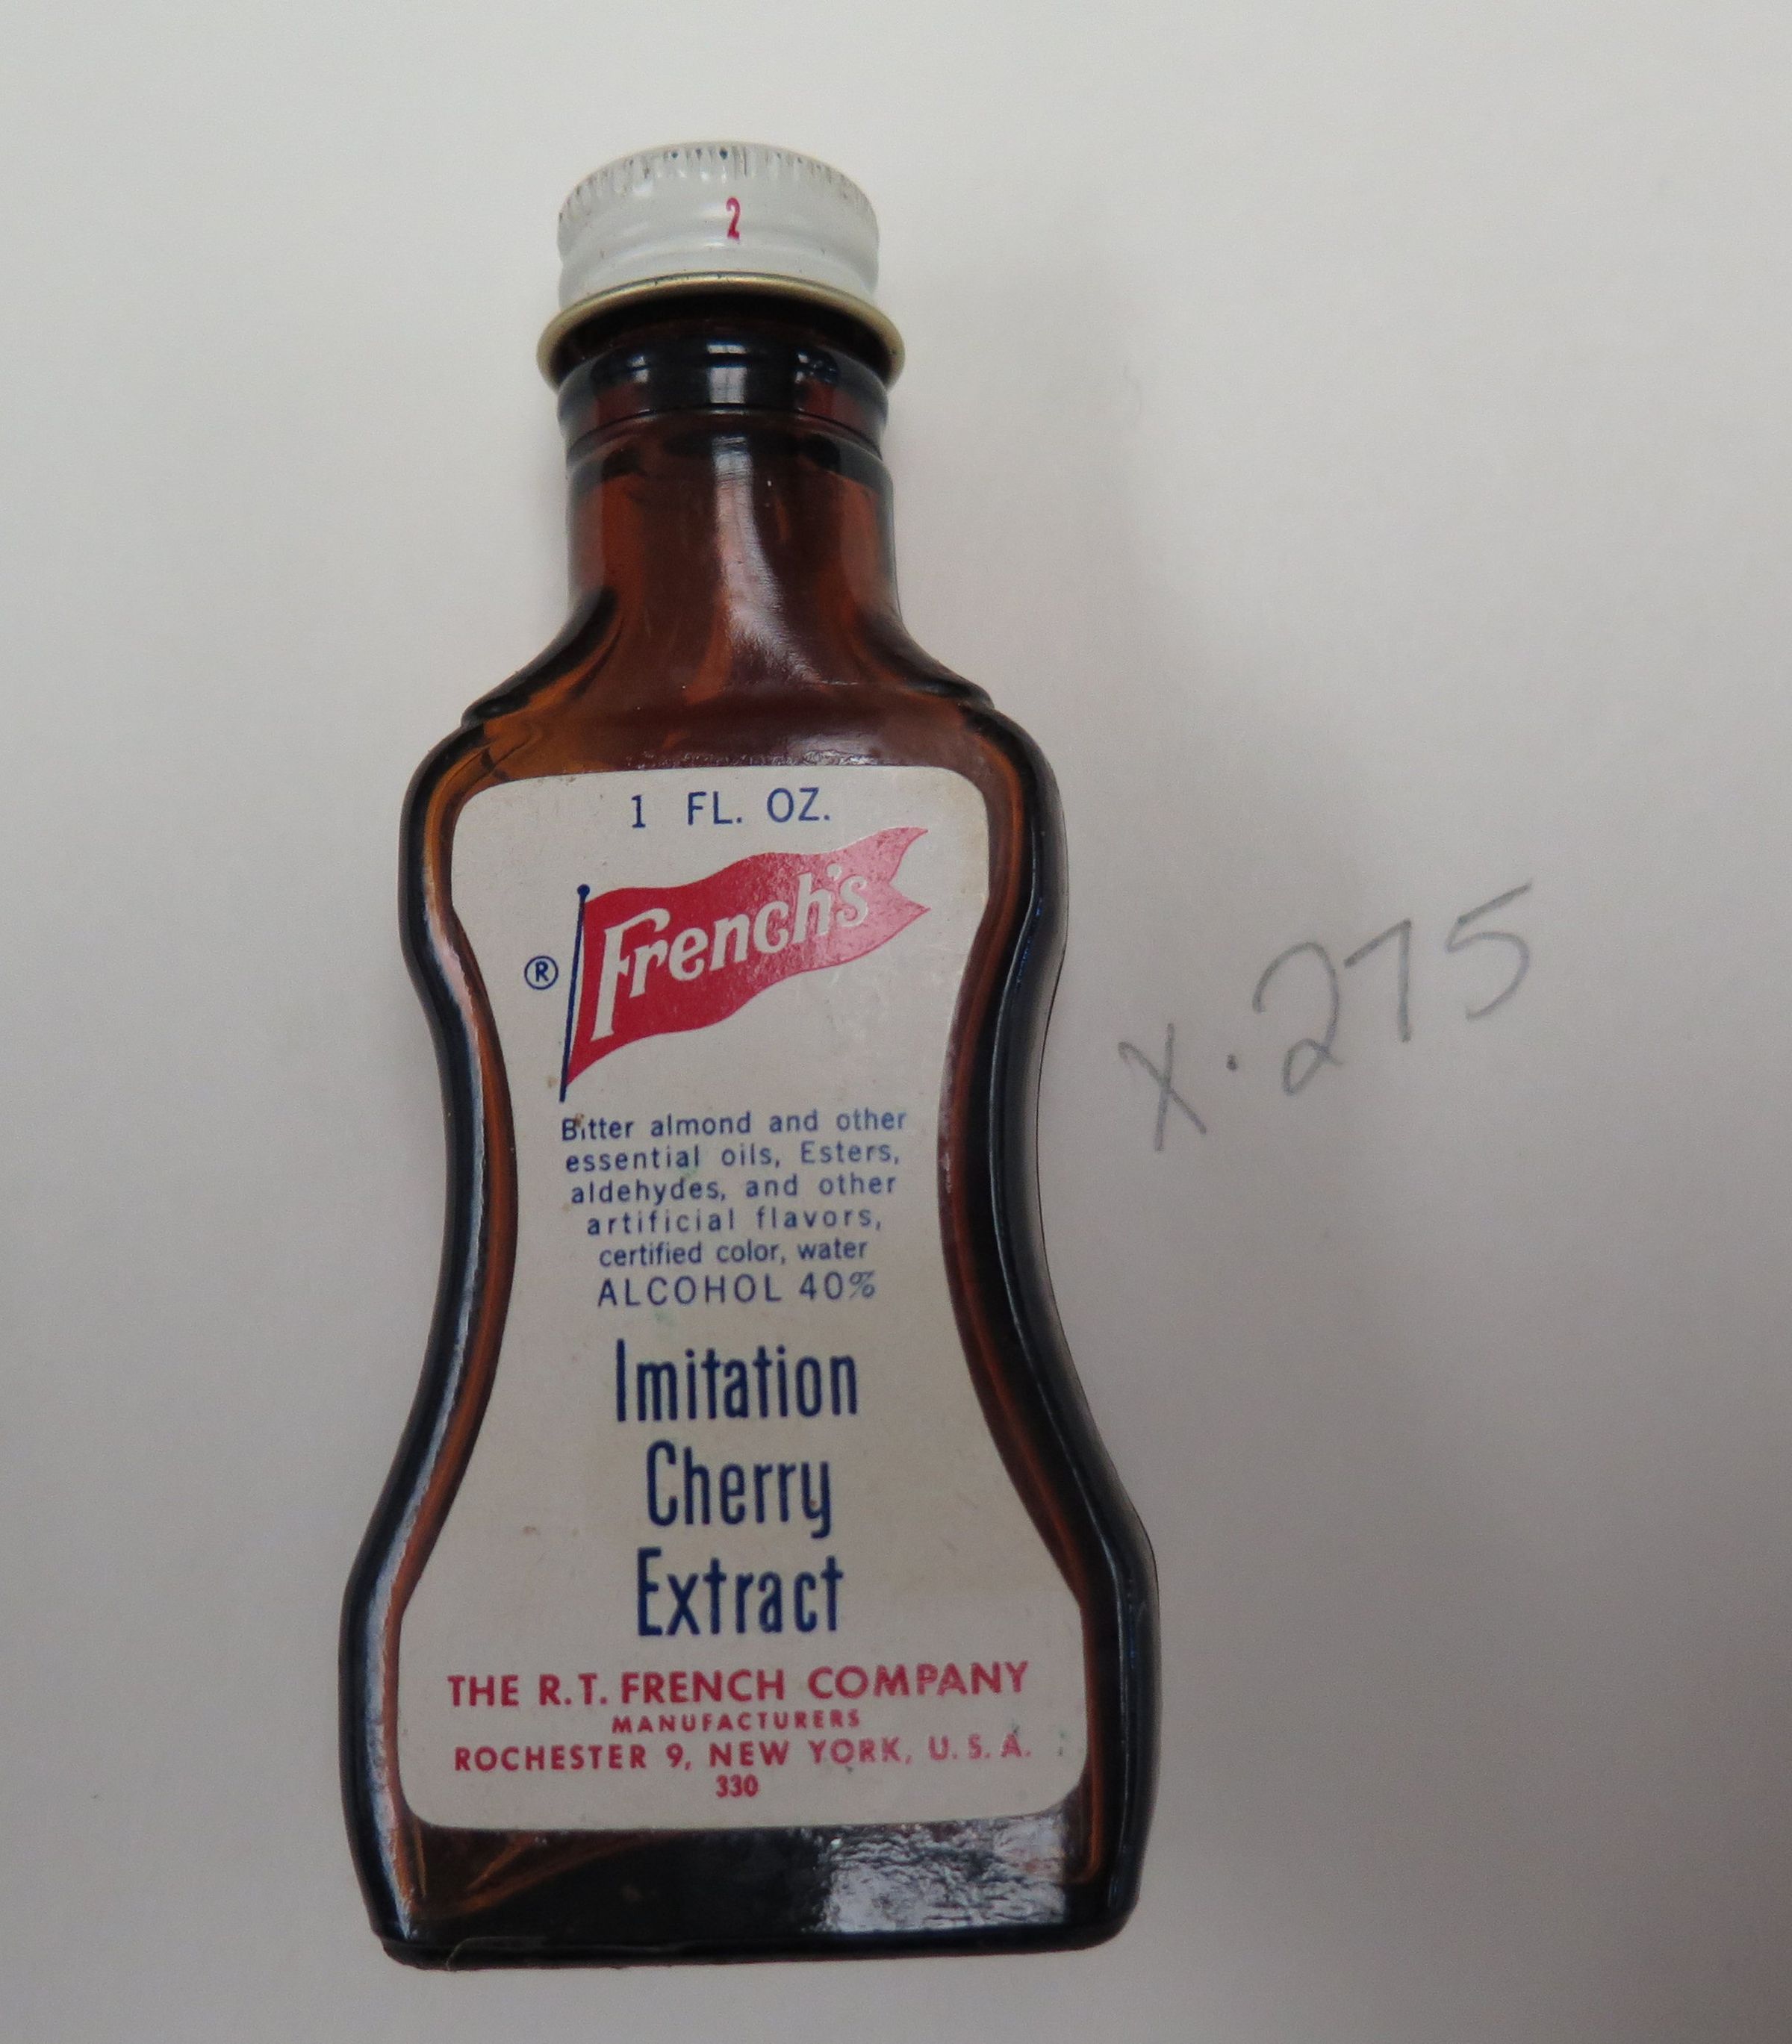 2
1 FL. OZ.
French's
®
Bitter almond and other
essential oils, Esters,
aldehydes, and other
artificial flavors,
certified color, water
ALCOHOL 40%
Imitation
Cherry
Extract
THE R.T. FRENCH COMPANY
MANUFACTURERS
ROCHESTER 9, NEW YORK, U.S.A.
330
X.275